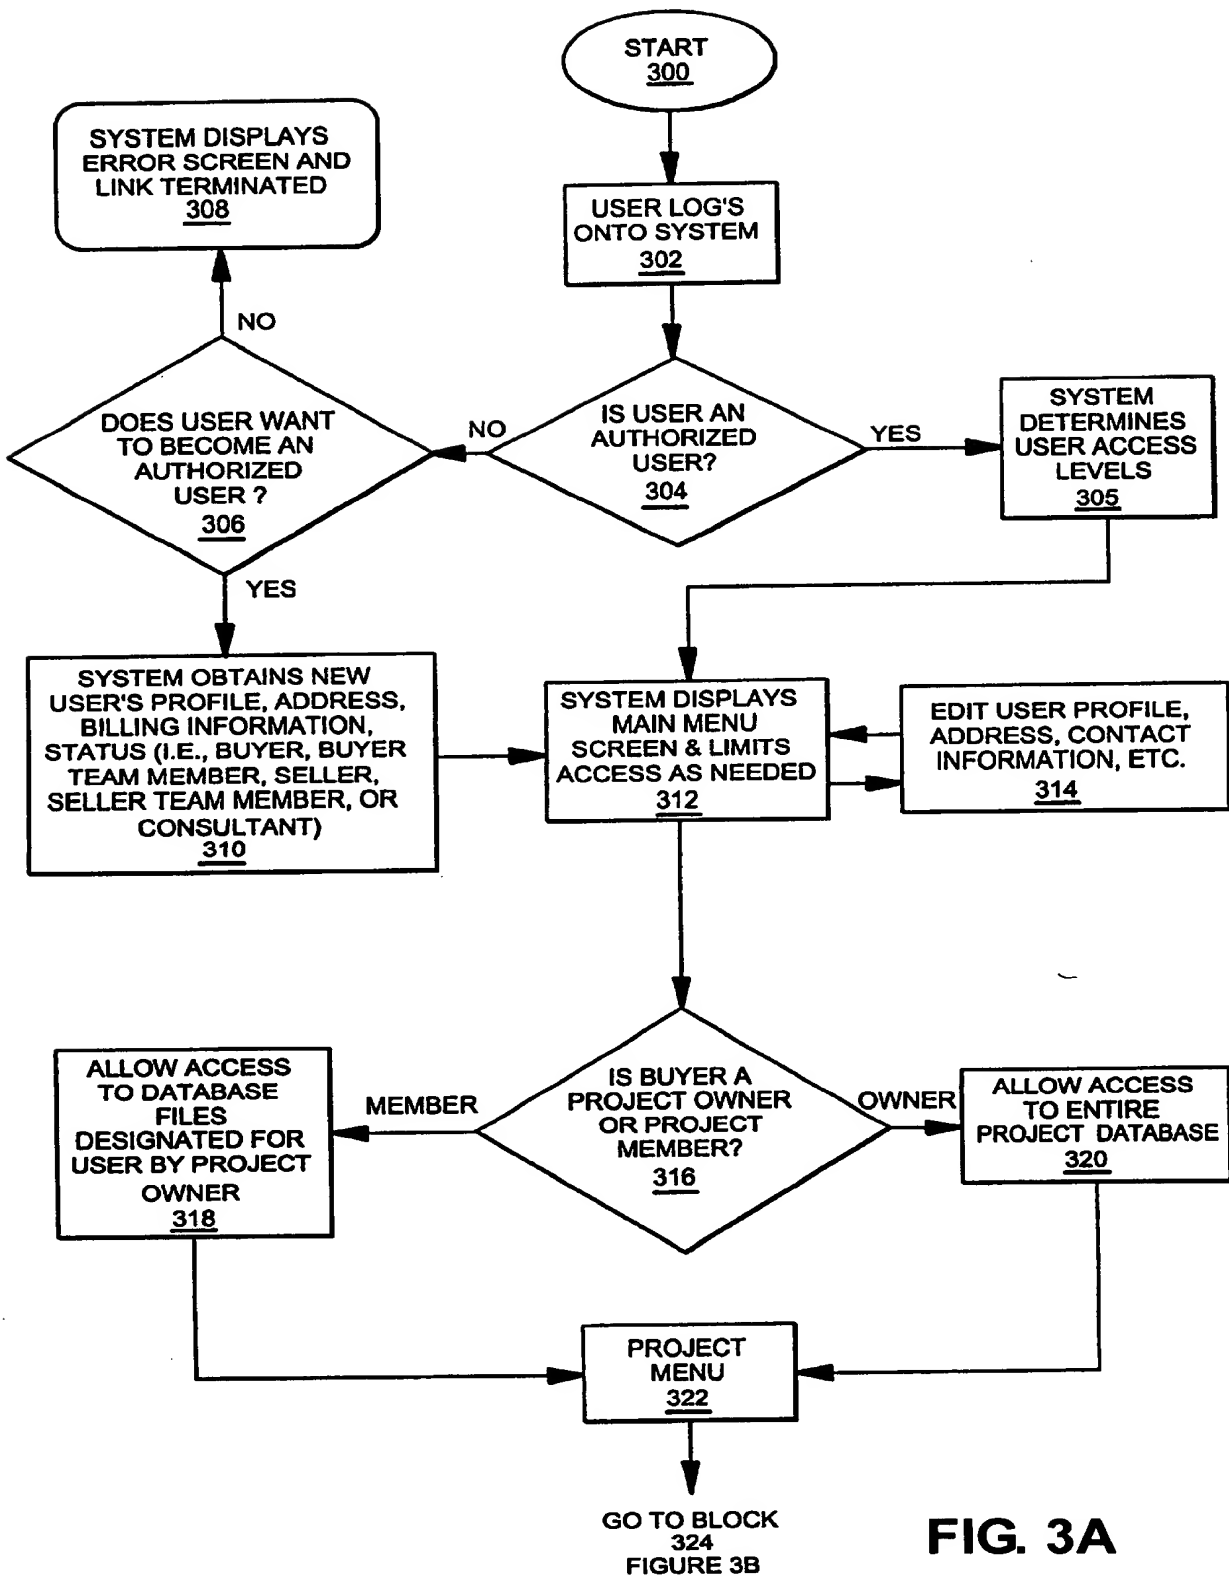 START
300
SYSTEM DISPLAYS
ERROR SCREEN AND
LINK TERMINATED
308
USER LOG'S
ONTO SYSTEM
302
NO
DOES USER WANT
TO BECOME AN
AUTHORIZED
USER ?
306
NO
IS USER AN
AUTHORIZED
USER?
304
YES
SYSTEM
DETERMINES
USER ACCESS
LEVELS
305
YES
SYSTEM OBTAINS NEW
USER'S PROFILE, ADDRESS,
BILLING INFORMATION,
STATUS (I.E., BUYER, BUYER
TEAM MEMBER, SELLER,
SELLER TEAM MEMBER, OR
CONSULTANT)
310
SYSTEM DISPLAYS
MAIN MENU
SCREEN & LIMITS
ACCESS AS NEEDED
312
EDIT USER PROFILE,
ADDRESS, CONTACT
INFORMATION, ETC.
314
ALLOW ACCESS
TO DATABASE
FILES
DESIGNATED FOR
USER BY PROJECT
OWNER
318
MEMBER
IS BUYER A
PROJECT OWNER
OR PROJECT
MEMBER?
316
OWNER
ALLOW ACCESS
TO ENTIRE
PROJECT DATABASE
320
PROJECT
MENU
322
GO TO BLOCK
324
FIGURE 3B
FIG. 3A